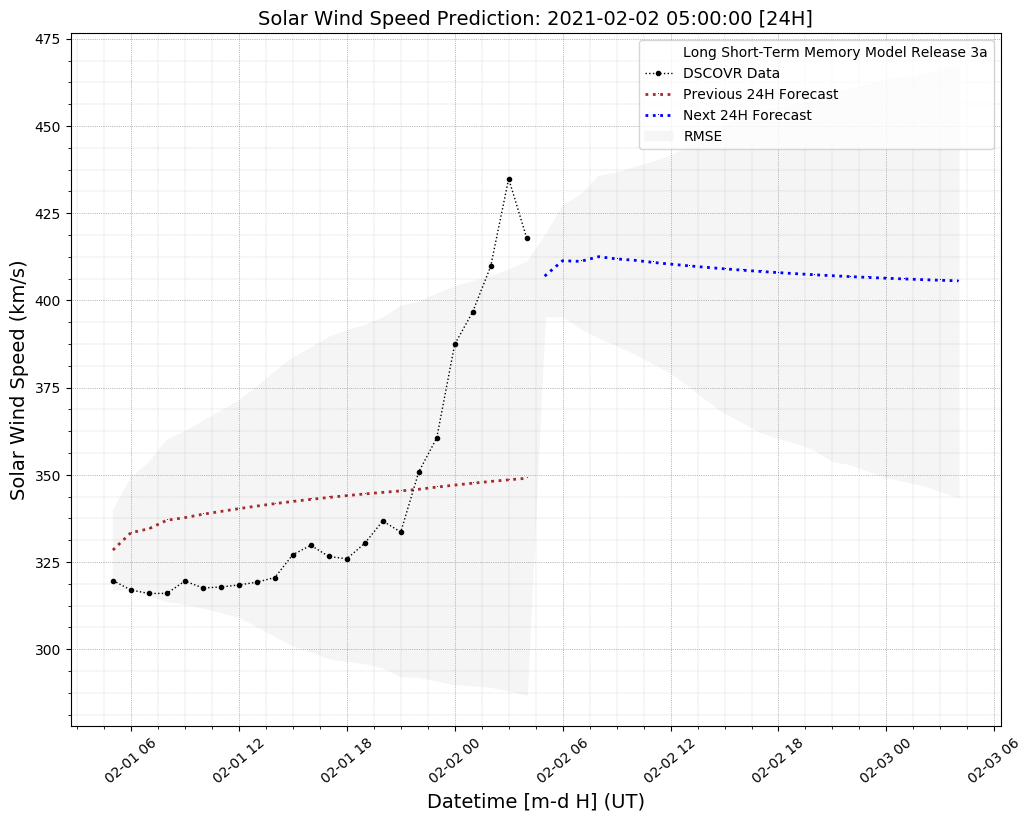 Solar Wind Speed Prediction: 2021-02-02 05:00:00 [24H]
Long Short-Term Memory Model Release 3a
DSCOVR Data
Previous 24H Forecast
Next 24H Forecast
RMSE
Solar Wind Speed (km/s)
475
450
425
400
375
350
325
300
02-01 06
02-01 12
02-01 18
02-02 00
02-02 06
02-02 12
02-02 18
02-03 00
02-03 06
Datetime [m-d H] (UT)